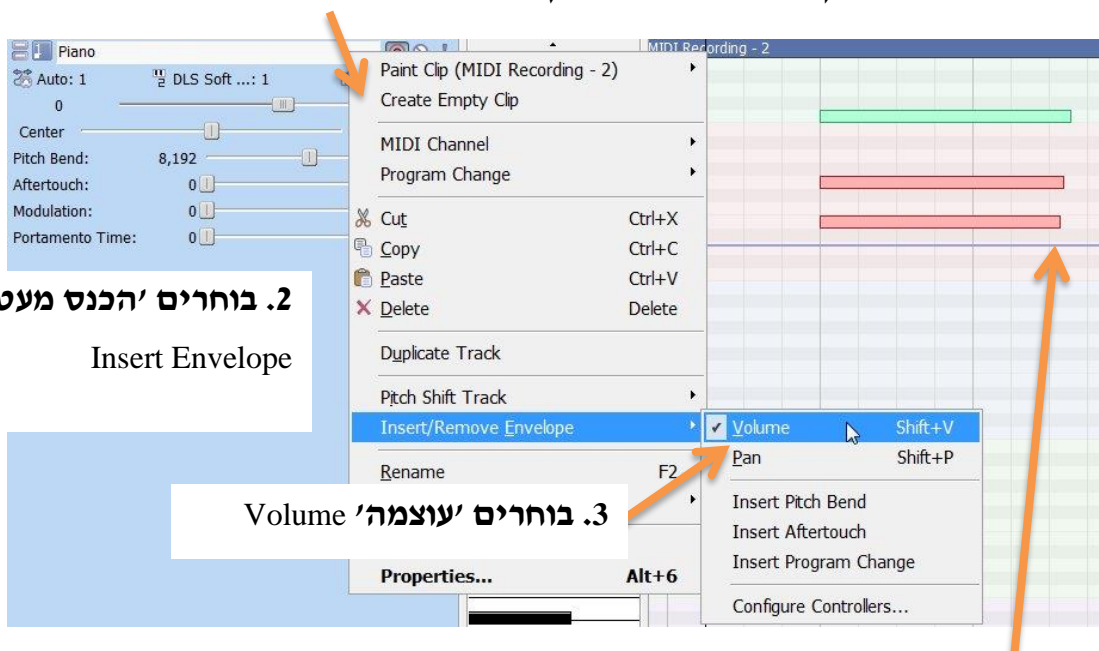 MIDI Recording - 2
Piano
Auto: 1 DLS Soft ...: 1
0
Center
Pitch Bend: 8,192
Aftertouch: 0
Modulation: 0
Portamento Time: 0
Paint Clip (MIDI Recording - 2)
Create Empty Clip
MIDI Channel
Program Change
Cut Ctrl+X
Copy Ctrl+C
Paste Ctrl+V
Delete Delete
Duplicate Track
Pitch Shift Track
Insert/Remove Envelope
Rename F2
Properties... Alt+6
Volume Shift+V
Pan Shift+P
Insert Pitch Bend
Insert Aftertouch
Insert Program Change
Configure Controllers...
2. בוחרים 'הכנס
Insert Envelope
3. בוחרים 'עוצמה' Volume